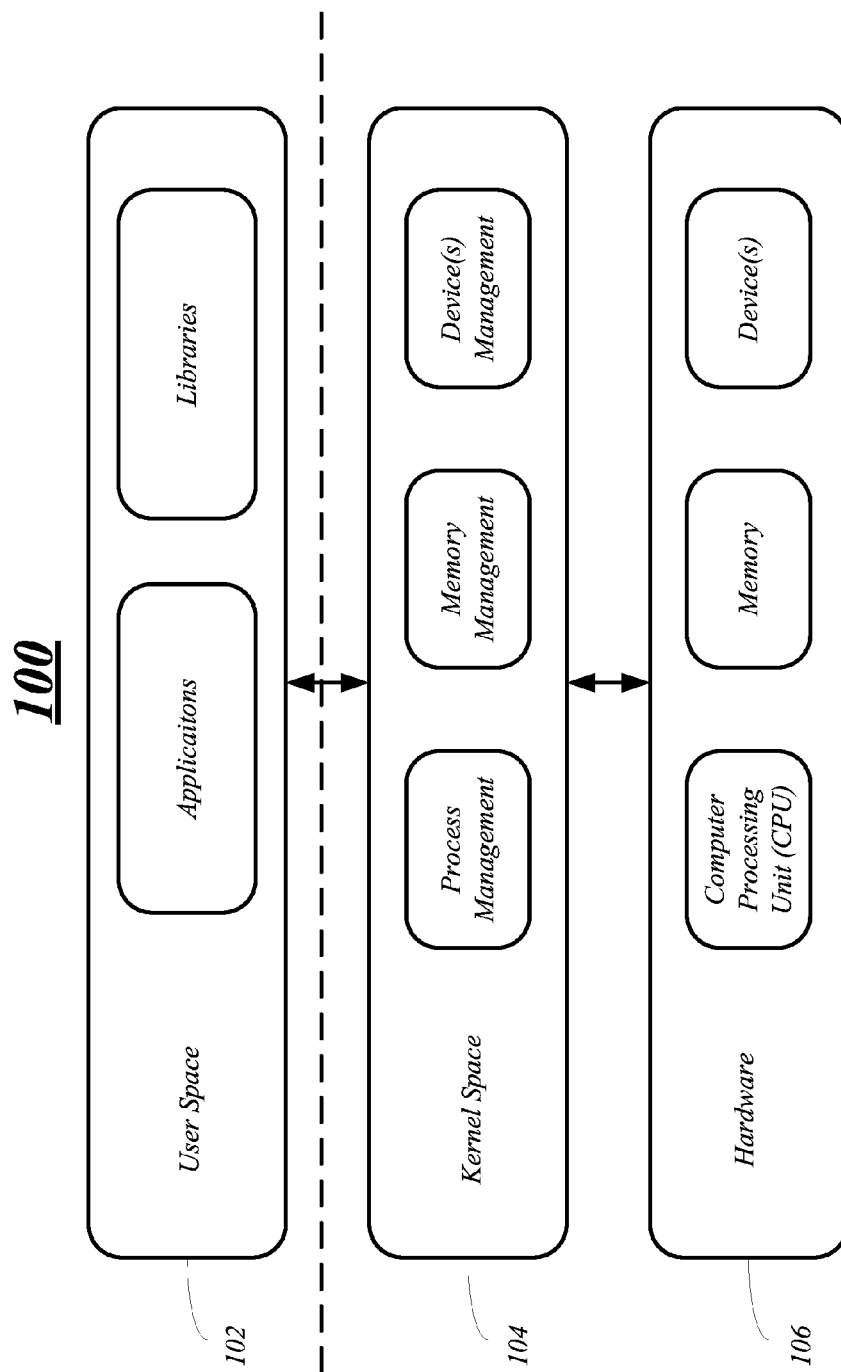 100
User Space
Applicaitons
Libraries
102
Kernel Space
Process
Management
Memory
Management
Device(s)
Management
104
Hardware
Computer
Processing
Unit (CPU)
Memory
Device(s)
106